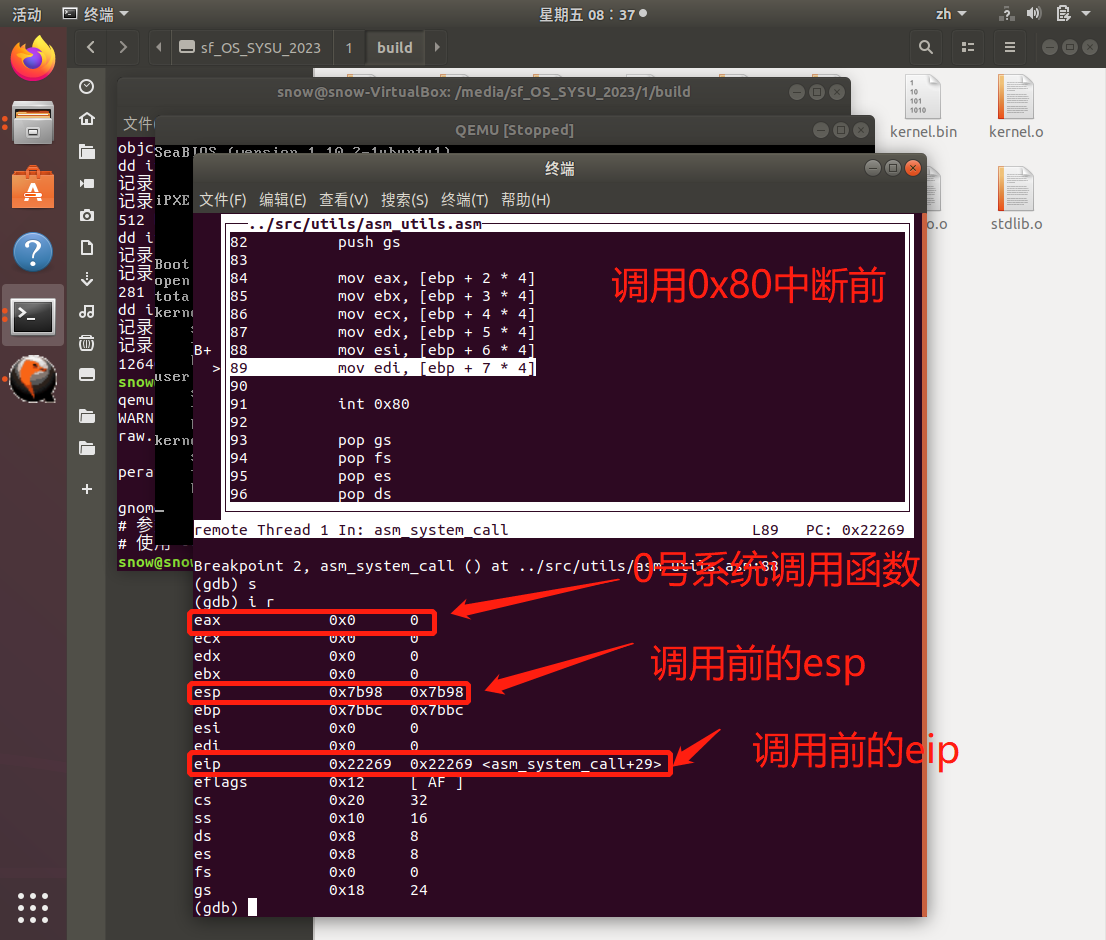 活动
终端
星期五 08：37
zh
sf_OS_SYSU_2023
1
build
snow@snow-VirtualBox: /media/sf_OS_SYSU_2023/1/build
文件(
QEMU [Stopped]
kernel.bin
kernel.o
o.o
stdlib.o
objc
dd i
记录
记录
512
dd i
记录
记录
281
dd i
记录
记录
1264
snow
qemu
WARN
raw.
pera
gnom
# 参
# 使用
snow@snow
SeaBIOS (version 1.10.2-1ubuntu1)
iPXE
Boot
open
tota
kerne
user
kerne
终端
文件(F) 编辑(E) 查看(V) 搜索(S) 终端(T) 帮助(H)
../src/utils/asm_utils.asm
82 push gs
83
84 mov eax, [ebp + 2 * 4]
85 mov ebx, [ebp + 3 * 4]
86 mov ecx, [ebp + 4 * 4]
87 mov edx, [ebp + 5 * 4]
B+ 88 mov esi, [ebp + 6 * 4]
> 89 mov edi, [ebp + 7 * 4]
90
91 int 0x80
92
93 pop gs
94 pop fs
95 pop es
96 pop ds
调用0x80中断前
remote Thread 1 In: asm_system_call L89 PC: 0x22269
Breakpoint 2, asm_system_call () at ../src/utils/asm_utils.asm:88
0号系统调用函数
(gdb) s
(gdb) i r
eax 0x0 0
ecx 0x0 0
edx 0x0 0
ebx 0x0 0
调用前的esp
esp 0x7b98 0x7b98
ebp 0x7bbc 0x7bbc
esi 0x0 0
edi 0x0 0
调用前的eip
eip 0x22269 0x22269 <asm_system_call+29>
eflags 0x12 [ AF ]
cs 0x20 32
ss 0x10 16
ds 0x8 8
es 0x8 8
fs 0x0 0
gs 0x18 24
(gdb)